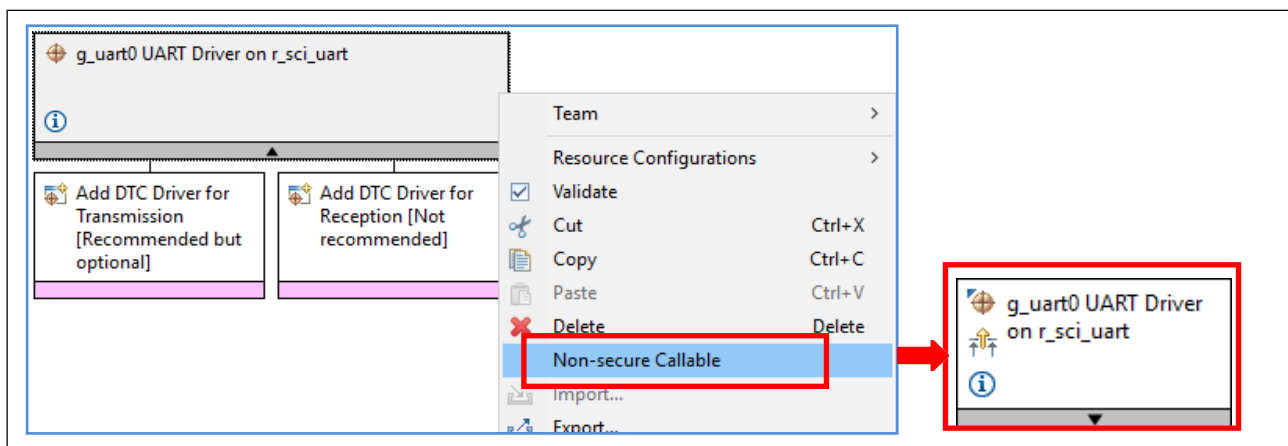 g_uart0 UART Driver on r_sci_uart
Add DTC Driver for
Transmission
[Recommended but
optional]
Add DTC Driver for
Reception [Not
recommended]
Team
Resource Configurations
Validate
Cut Ctrl+X
Copy Ctrl+C
Paste Ctrl+V
Delete Delete
Non-secure Callable
Import...
Export...
g_uart0 UART Driver
on r_sci_uart